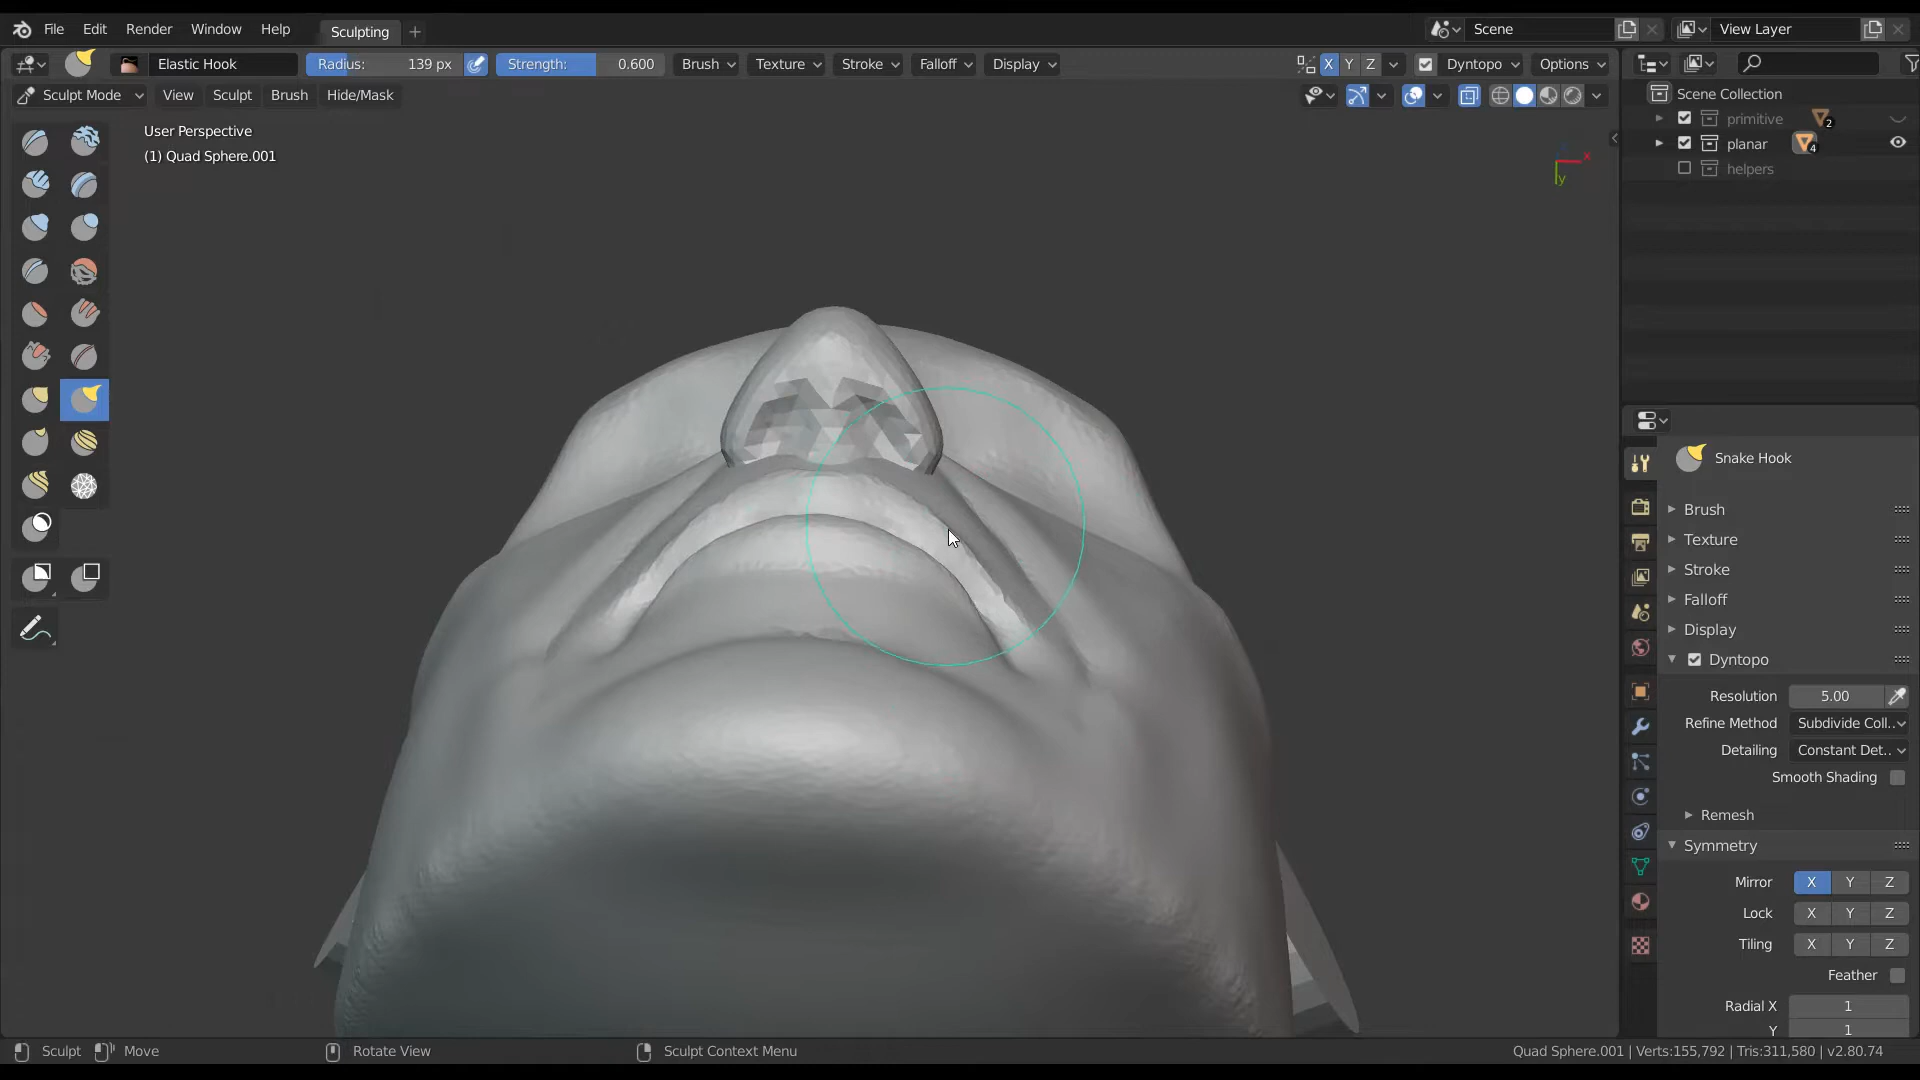 File Edit Render Window Help Sculpting + Scene View Layer
Elastic Hook Radius: 139 px Strength: 0.600 Brush Texture Stroke Falloff Display X Y Z Dyntopo Options
Sculpt Mode View Sculpt Brush Hide/Mask
User Perspective
(1) Quad Sphere.001
x
y
Scene Collection
primitive 2
planar 4
helpers
Snake Hook
Brush
Texture
Stroke
Falloff
Display
Dyntopo
Resolution 5.00
Refine Method Subdivide Coll..
Detailing Constant Det..
Smooth Shading
Remesh
Symmetry
Mirror X Y Z
Lock X Y Z
Tiling X Y Z
Feather
Radial X 1
Y 1
Sculpt Move Rotate View Sculpt Context Menu Quad Sphere.001 | Verts:155,792 | Tris:311,580 | v2.80.74